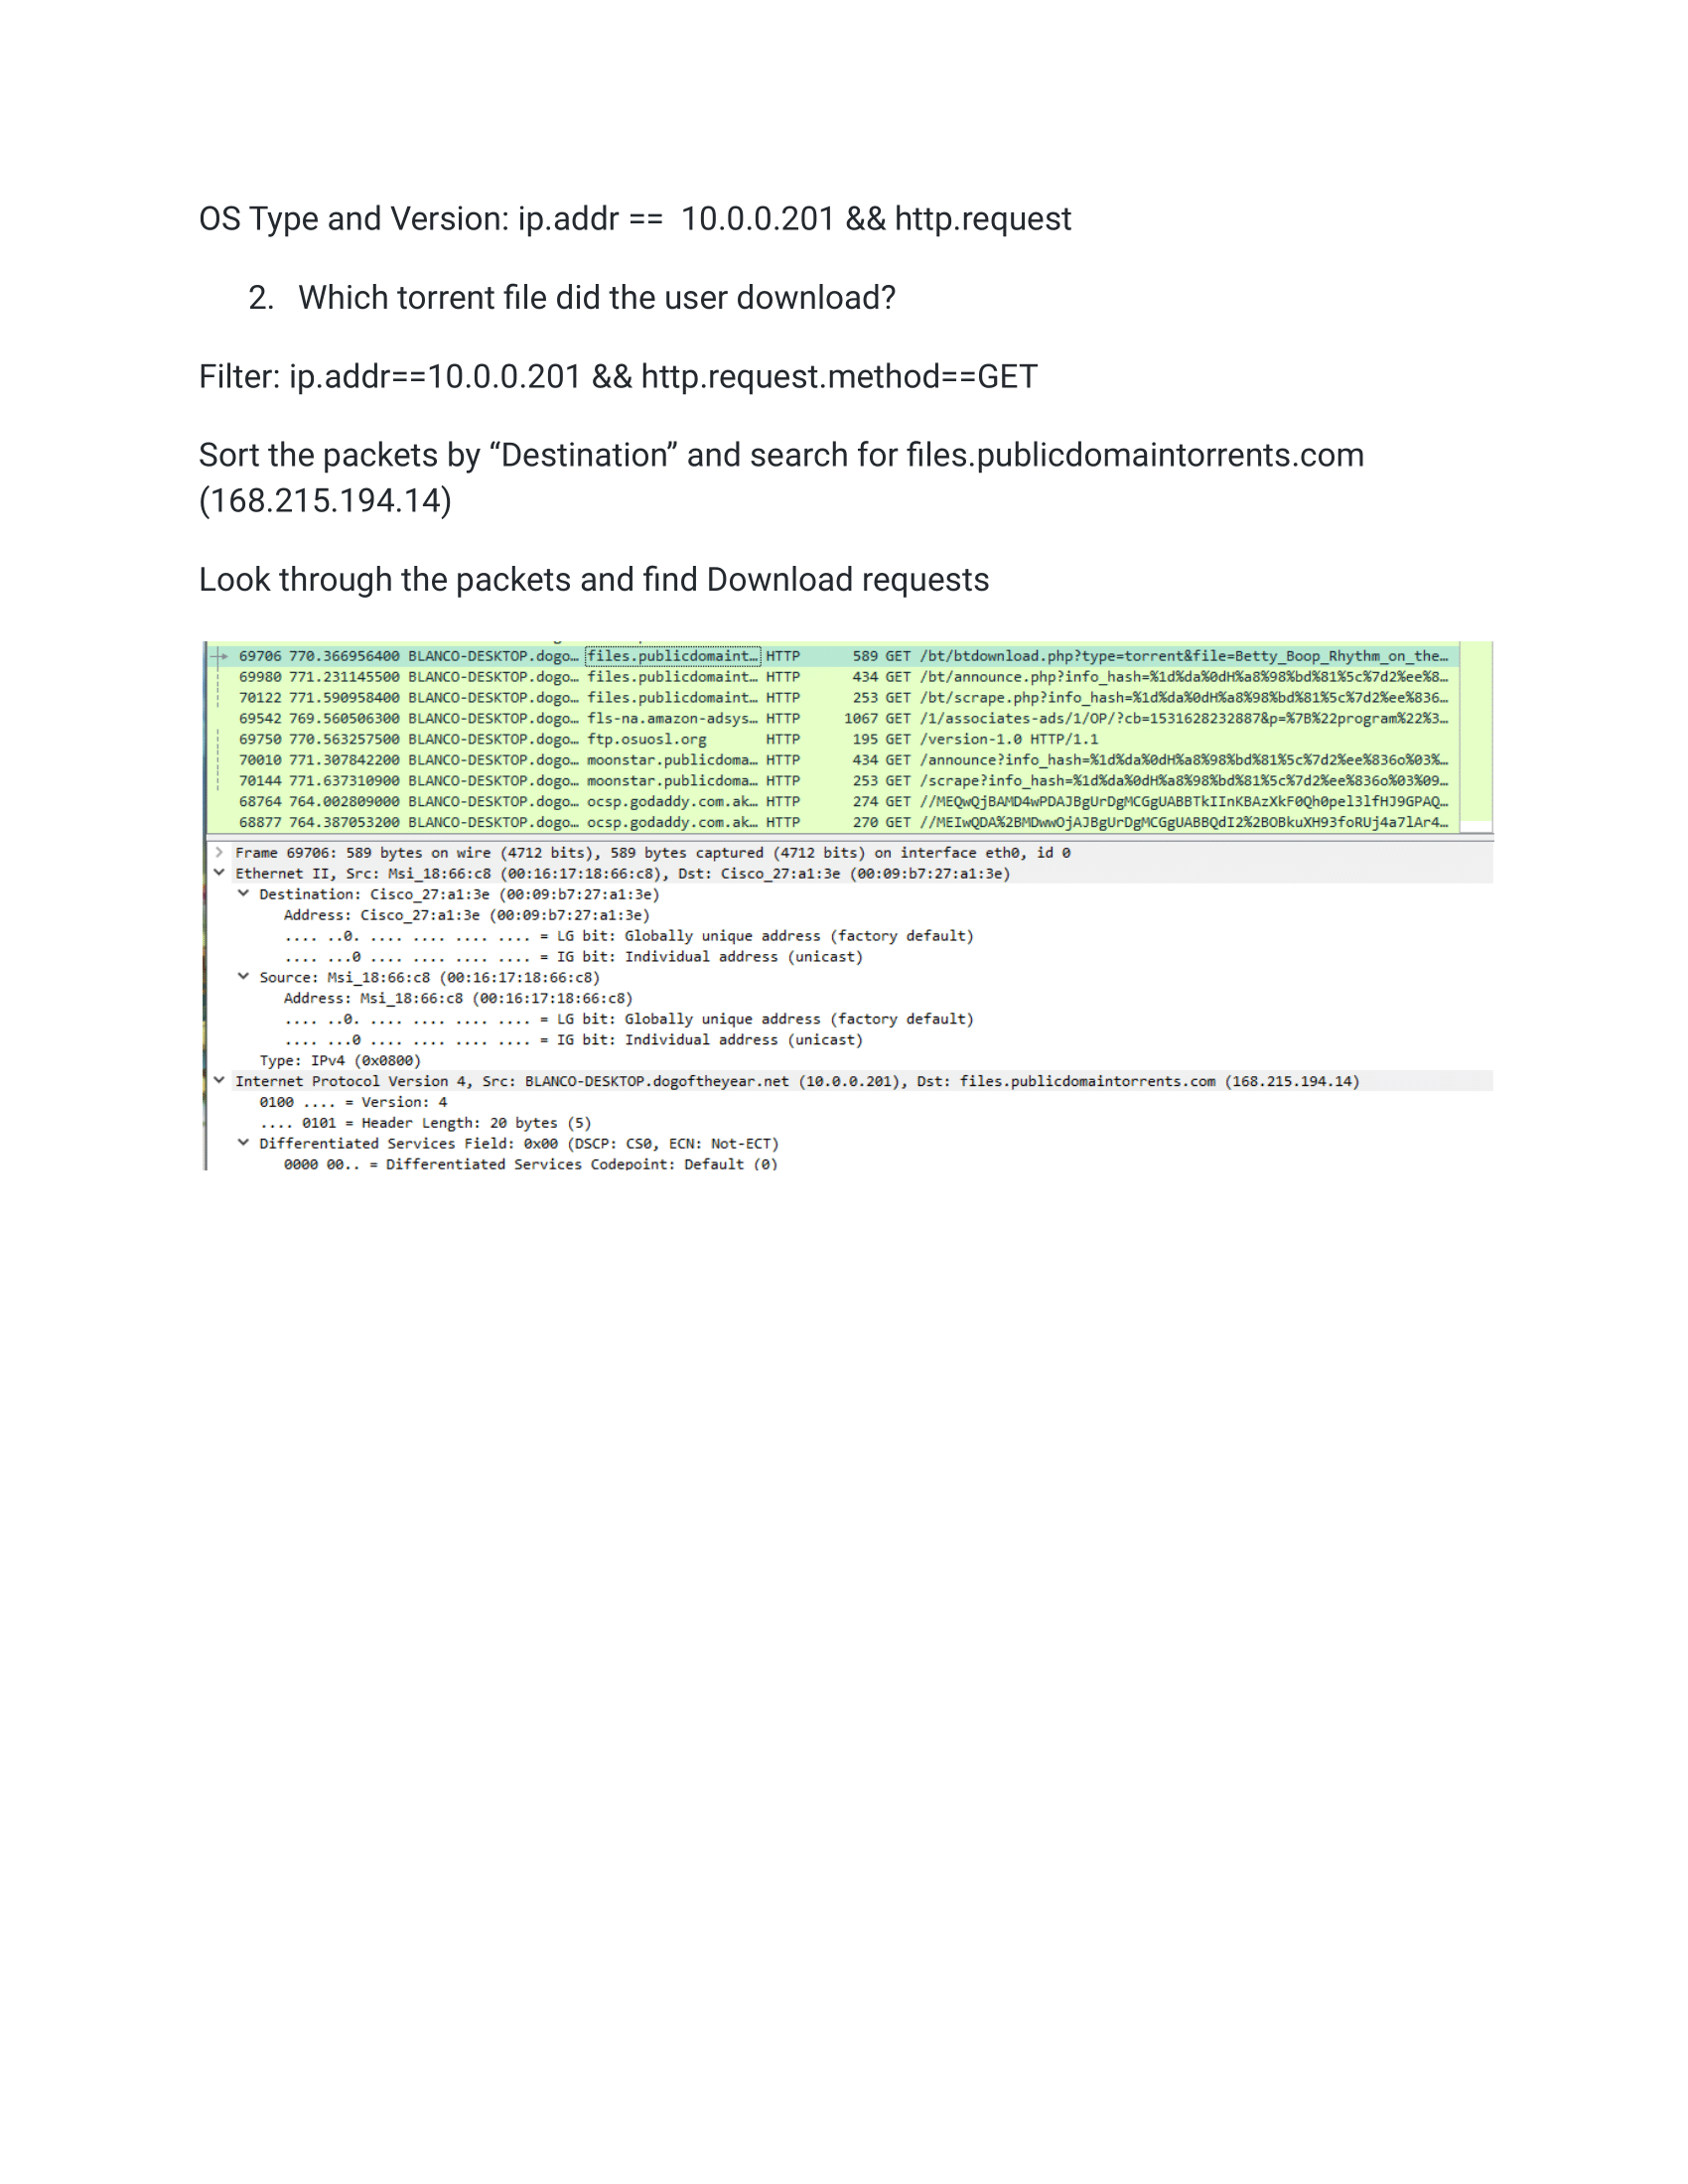 OS Type and Version: ip.addr ==  10.0.0.201 && http.request
2. Which torrent file did the user download?
Filter: ip.addr==10.0.0.201 && http.request.method==GET
Sort the packets by “Destination” and search for files.publicdomaintorrents.com
(168.215.194.14)
Look through the packets and find Download requests
69706 770.366956400 BLANCO-DESKTOP.dogo… files.publicdomaint… HTTP 589 GET /bt/btdownload.php?type=torrent&file=Betty_Boop_Rhythm_on_the…
69980 771.231145500 BLANCO-DESKTOP.dogo… files.publicdomaint… HTTP 434 GET /bt/announce.php?info_hash=%1d%da%0dH%a8%98%bd%81%5c%7d2%ee%8…
70122 771.590958400 BLANCO-DESKTOP.dogo… files.publicdomaint… HTTP 253 GET /bt/scrape.php?info_hash=%1d%da%0dH%a8%98%bd%81%5c%7d2%ee%836…
69542 769.560506300 BLANCO-DESKTOP.dogo… fls-na.amazon-adsys… HTTP 1067 GET /1/associates-ads/1/OP/?cb=1531628232887&p=%7B%22program%22%3…
69750 770.563257500 BLANCO-DESKTOP.dogo… ftp.osuosl.org HTTP 195 GET /version-1.0 HTTP/1.1
70010 771.307842200 BLANCO-DESKTOP.dogo… moonstar.publicdoma… HTTP 434 GET /announce?info_hash=%1d%da%0dH%a8%98%bd%81%5c%7d2%ee%836o%03%…
70144 771.637310900 BLANCO-DESKTOP.dogo… moonstar.publicdoma… HTTP 253 GET /scrape?info_hash=%1d%da%0dH%a8%98%bd%81%5c%7d2%ee%836o%03%09…
68764 764.002809000 BLANCO-DESKTOP.dogo… ocsp.godaddy.com.ak… HTTP 274 GET //MEQwQjBAMD4wPDAJBgUrDgMCGgUABBTkIInKBAzXkF0Qh0pel3lfHJ9GPAQ…
68877 764.387053200 BLANCO-DESKTOP.dogo… ocsp.godaddy.com.ak… HTTP 270 GET //MEIwQDA%2BMDwwOjAJBgUrDgMCGgUABBQdI2%2BOBkuXH93foRUj4a7lAr4…
Frame 69706: 589 bytes on wire (4712 bits), 589 bytes captured (4712 bits) on interface eth0, id 0
Ethernet II, Src: Msi_18:66:c8 (00:16:17:18:66:c8), Dst: Cisco_27:a1:3e (00:09:b7:27:a1:3e)
Destination: Cisco_27:a1:3e (00:09:b7:27:a1:3e)
Address: Cisco_27:a1:3e (00:09:b7:27:a1:3e)
.... ..0. .... .... .... .... = LG bit: Globally unique address (factory default)
.... ...0 .... .... .... .... = IG bit: Individual address (unicast)
Source: Msi_18:66:c8 (00:16:17:18:66:c8)
Address: Msi_18:66:c8 (00:16:17:18:66:c8)
.... ..0. .... .... .... .... = LG bit: Globally unique address (factory default)
.... ...0 .... .... .... .... = IG bit: Individual address (unicast)
Type: IPv4 (0x0800)
Internet Protocol Version 4, Src: BLANCO-DESKTOP.dogoftheyear.net (10.0.0.201), Dst: files.publicdomaintorrents.com (168.215.194.14)
0100 .... = Version: 4
.... 0101 = Header Length: 20 bytes (5)
Differentiated Services Field: 0x00 (DSCP: CS0, ECN: Not-ECT)
0000 00.. = Differentiated Services Codepoint: Default (0)